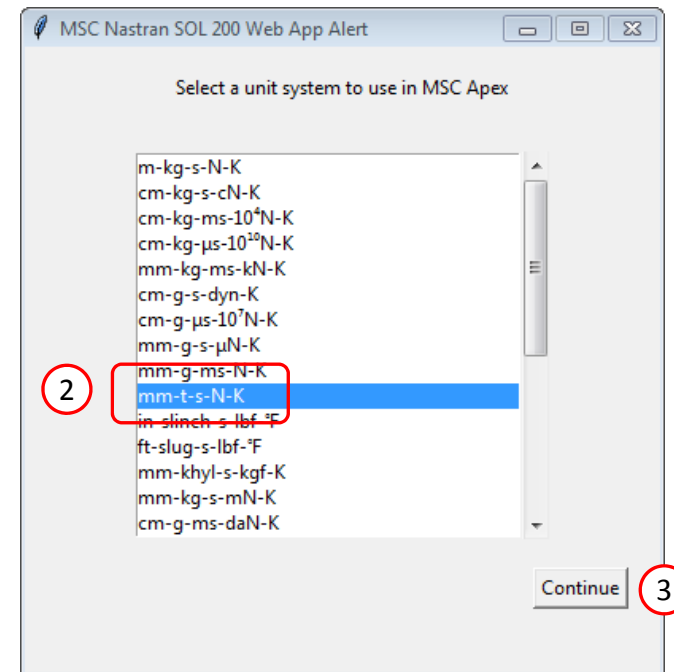 MSC Nastran SOL 200 Web App Alert
Select a unit system to use in MSC Apex
m-kg-s-N-K
cm-kg-s-cN-K
cm-kg-ms-10⁴N-K
cm-kg-µs-10¹⁰N-K
mm-kg-ms-kN-K
cm-g-s-dyn-K
cm-g-µs-10⁷N-K
mm-g-s-µN-K
mm-g-ms-N-K
2
mm-t-s-N-K
in-slinch-s-lbf-°F
ft-slug-s-lbf-°F
mm-khyl-s-kgf-K
mm-kg-s-mN-K
cm-g-ms-daN-K
Continue
3